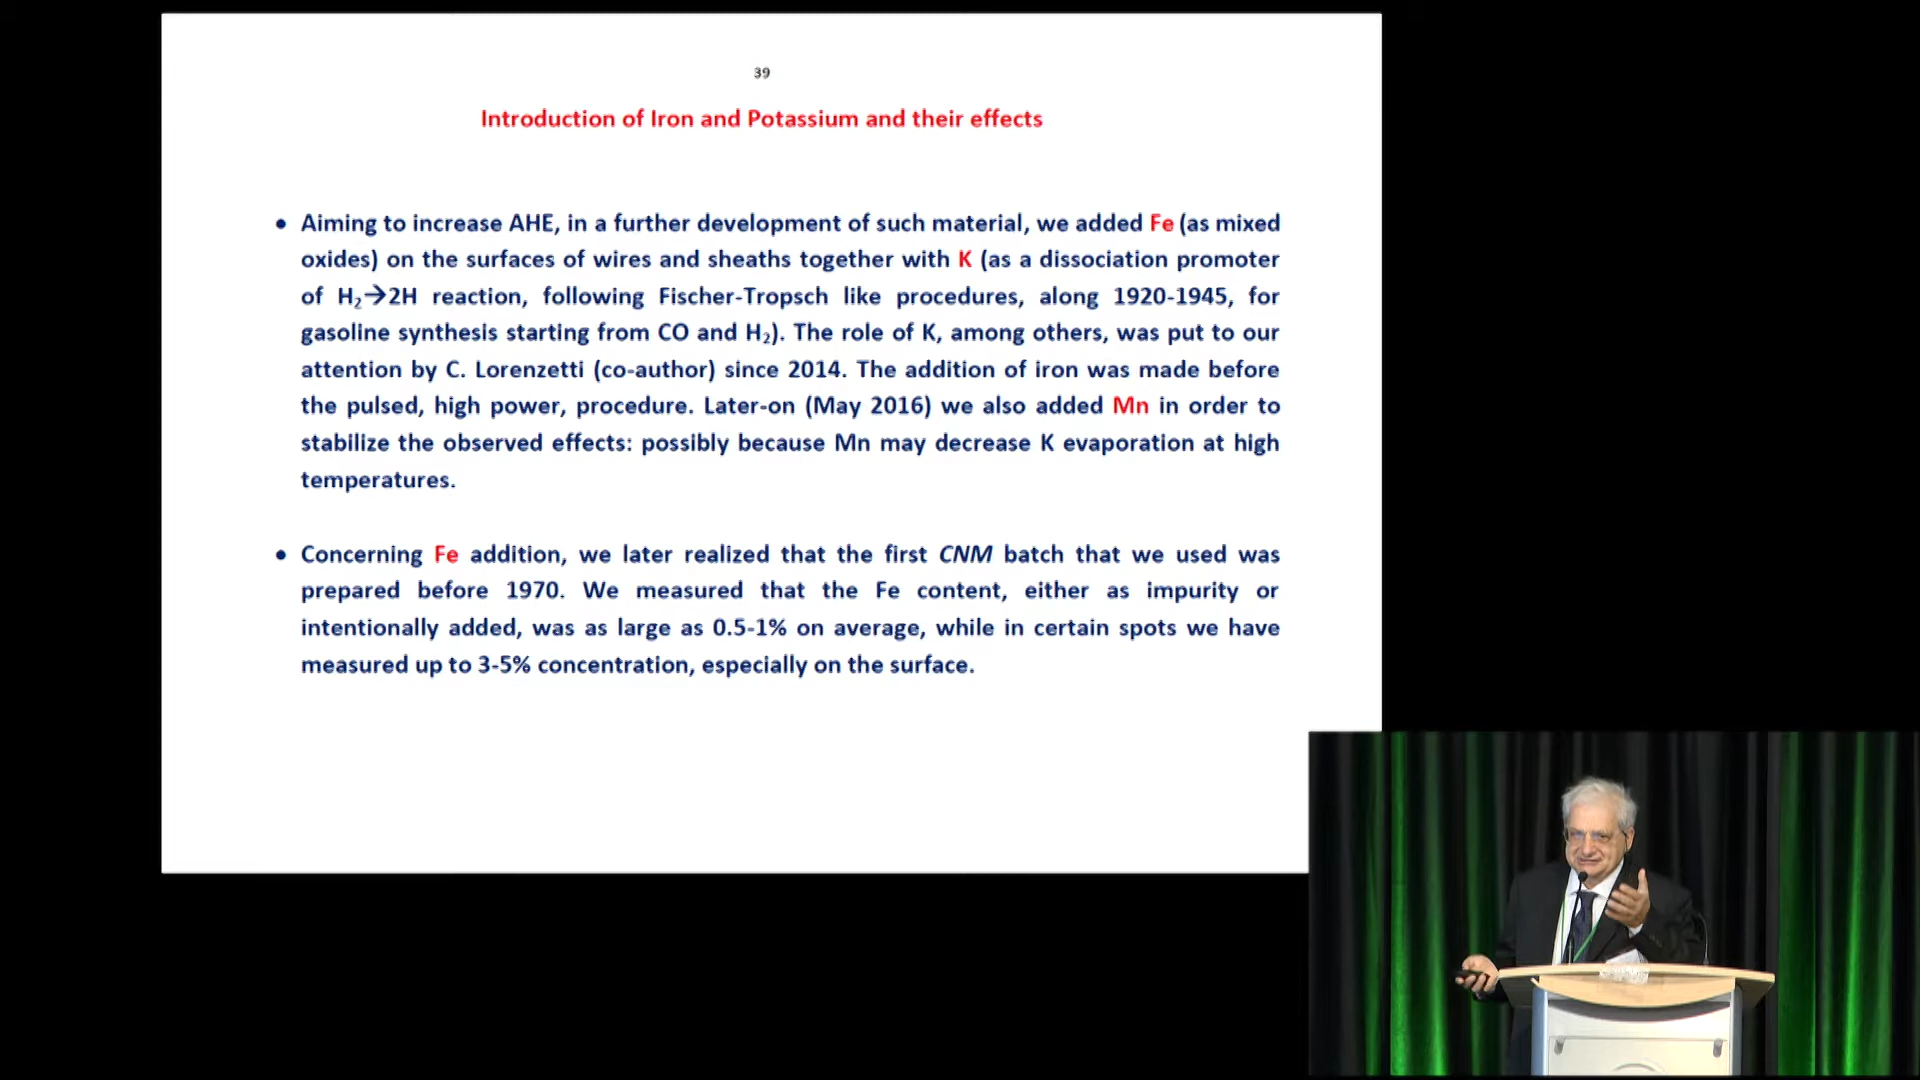 39
Introduction of Iron and Potassium and their effects
• Aiming to increase AHE, in a further development of such material, we added Fe (as mixed
oxides) on the surfaces of wires and sheaths together with K (as a dissociation promoter
of H₂→2H reaction, following Fischer-Tropsch like procedures, along 1920-1945, for
gasoline synthesis starting from CO and H₂). The role of K, among others, was put to our
attention by C. Lorenzetti (co-author) since 2014. The addition of iron was made before
the pulsed, high power, procedure. Later-on (May 2016) we also added Mn in order to
stabilize the observed effects: possibly because Mn may decrease K evaporation at high
temperatures.
• Concerning Fe addition, we later realized that the first CNM batch that we used was
prepared before 1970. We measured that the Fe content, either as impurity or
intentionally added, was as large as 0.5-1% on average, while in certain spots we have
measured up to 3-5% concentration, especially on the surface.